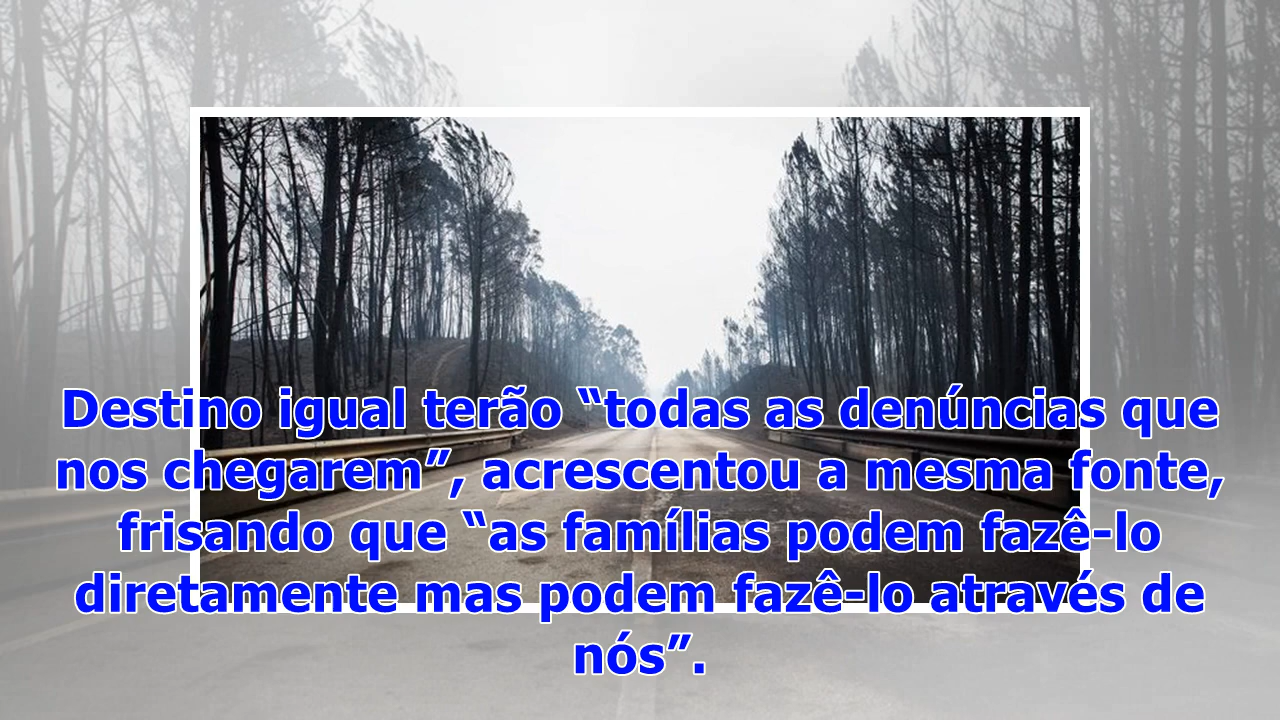 Destino igual terão “todas as denúncias que
nos chegarem”, acrescentou a mesma fonte,
frisando que “as famílias podem fazê-lo
diretamente mas podem fazê-lo através de
nós”.